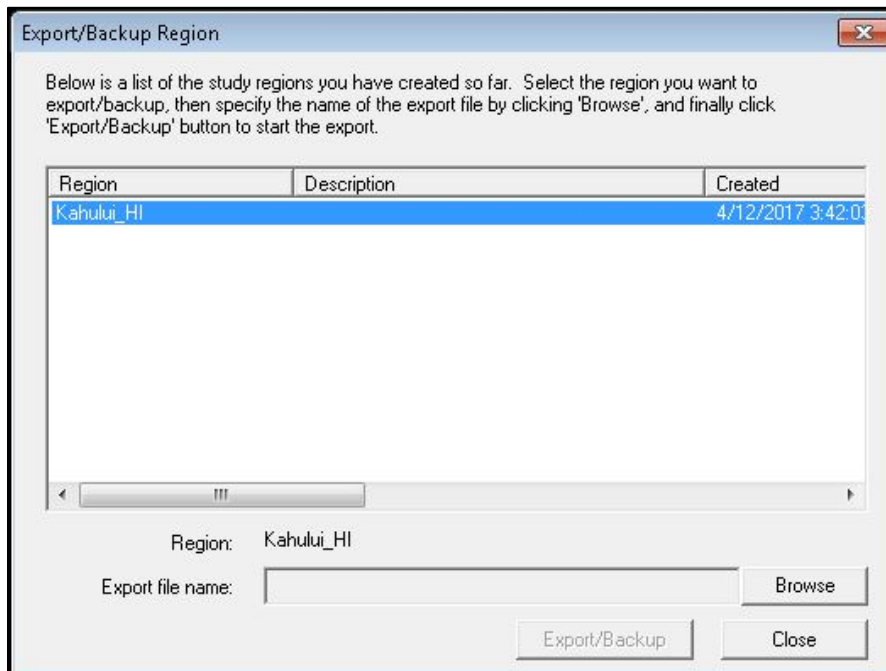 Export/Backup Region
Below is a list of the study regions you have created so far. Select the region you want to
export/backup, then specify the name of the export file by clicking 'Browse', and finally click
'Export/Backup' button to start the export.
Region Description Created
Kahului_HI 4/12/2017 3:42:03
Region: Kahului_HI
Export file name: Browse
Export/Backup Close